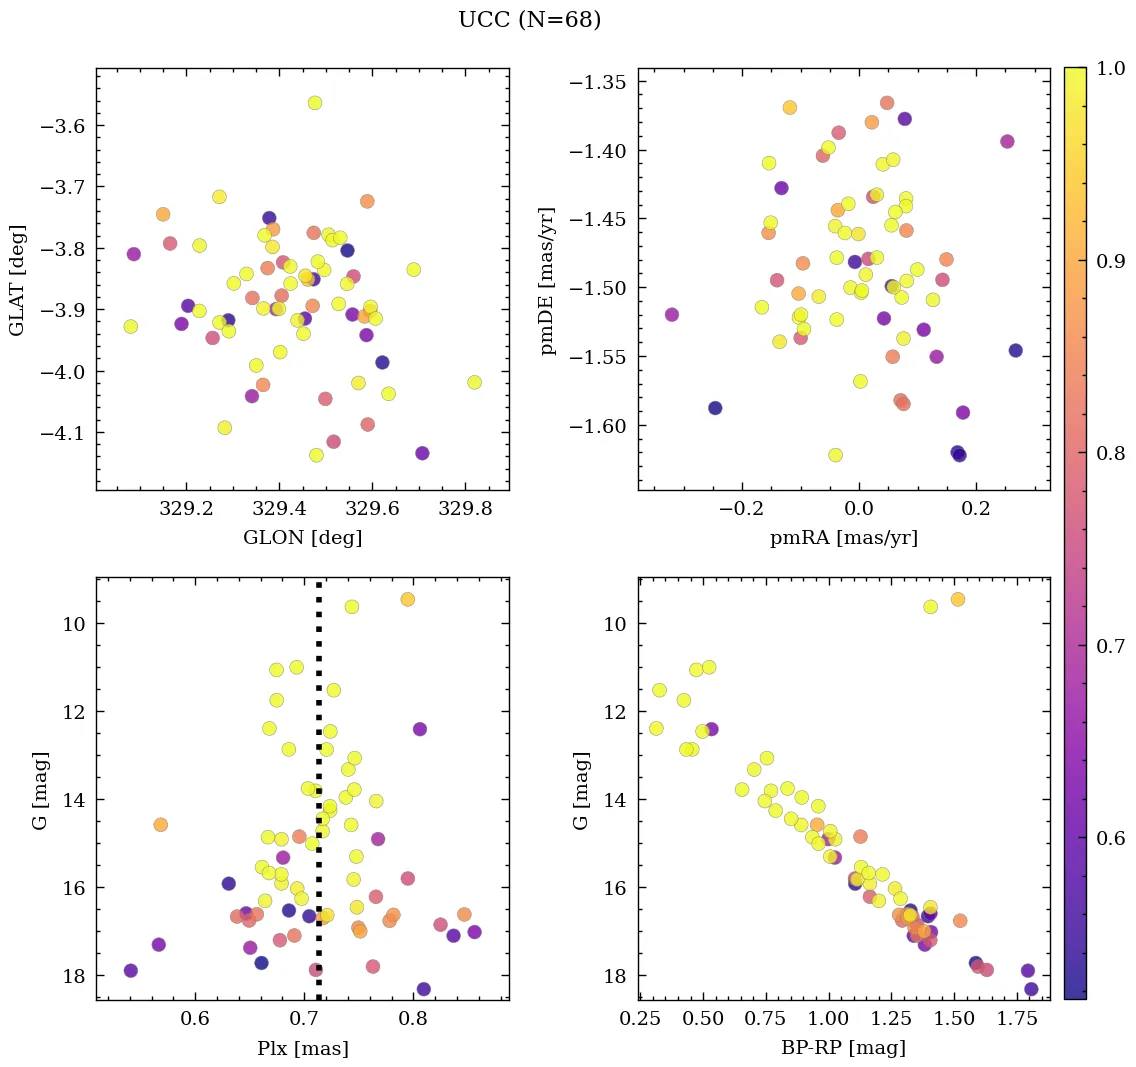 UCC (N=68)
−3.6
−3.7
−3.8
−3.9
−4.0
−4.1
GLAT [deg]
329.2 329.4 329.6 329.8
GLON [deg]
−1.35
−1.40
−1.45
−1.50
−1.55
−1.60
pmDE [mas/yr]
−0.2 0.0 0.2
pmRA [mas/yr]
10
12
14
16
18
G [mag]
0.6 0.7 0.8
Plx [mas]
10
12
14
16
18
G [mag]
0.25 0.50 0.75 1.00 1.25 1.50 1.75
BP-RP [mag]
1.0
0.9
0.8
0.7
0.6